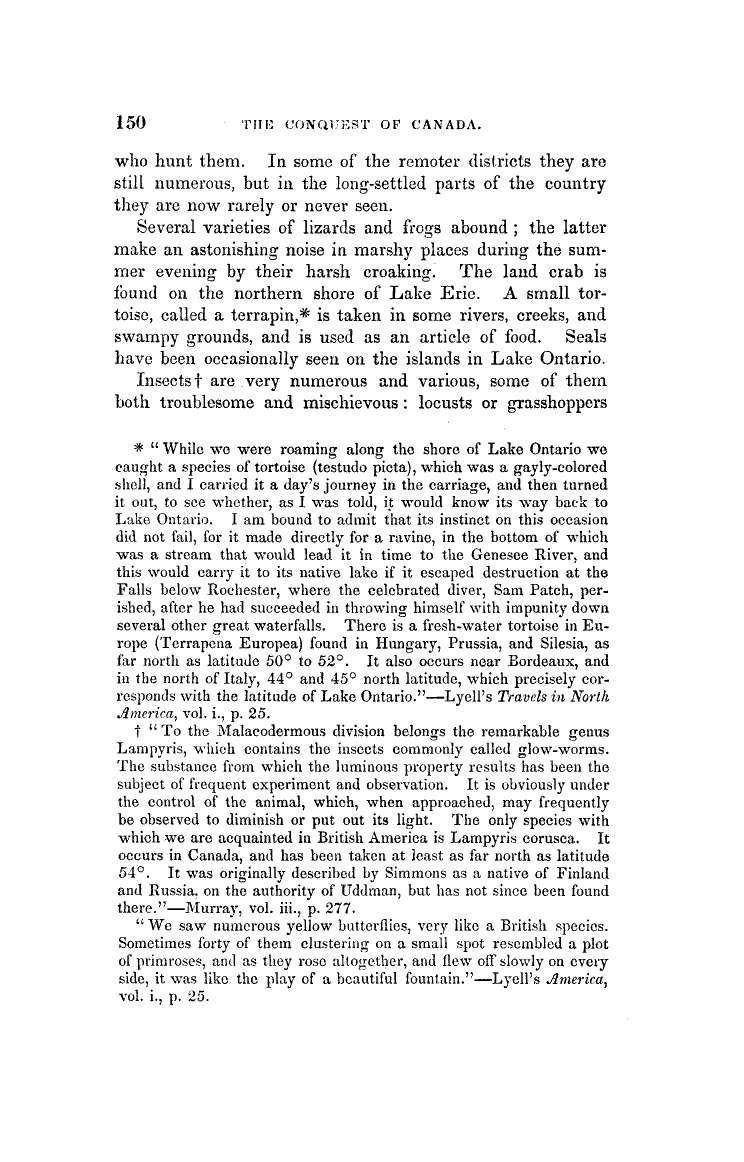 150 THE CONQUEST OF CANADA.
who hunt them. In some of the remoter districts they are
still numerous, but in the long-settled parts of the country
they are now rarely or never seen.
Several varieties of lizards and frogs abound ; the latter
make an astonishing noise in marshy places during the sum-
mer evening by their harsh croaking. The land crab is
found on the northern shore of Lake Erie. A small tor-
toise, called a terrapin,* is taken in some rivers, creeks, and
swampy grounds, and is used as an article of food. Seals
have been occasionally seen on the islands in Lake Ontario.
Insects† are very numerous and various, some of them
both troublesome and mischievous : locusts or grasshoppers
* “ While we were roaming along the shore of Lake Ontario we
caught a species of tortoise (testudo picta), which was a gayly-colored
shell, and I carried it a day’s journey in the carriage, and then turned
it out, to see whether, as I was told, it would know its way back to
Lake Ontario. I am bound to admit that its instinct on this occasion
did not fail, for it made directly for a ravine, in the bottom of which
was a stream that would lead it in time to the Genesee River, and
this would carry it to its native lake if it escaped destruction at the
Falls below Rochester, where the celebrated diver, Sam Patch, per-
ished, after he had succeeded in throwing himself with impunity down
several other great waterfalls. There is a fresh-water tortoise in Eu-
rope (Terrapena Europea) found in Hungary, Prussia, and Silesia, as
far north as latitude 50° to 52°. It also occurs near Bordeaux, and
in the north of Italy, 44° and 45° north latitude, which precisely cor-
responds with the latitude of Lake Ontario.”—Lyell’s Travels in North
America, vol. i., p. 25.
† “ To the Malacodermous division belongs the remarkable genus
Lampyris, which contains the insects commonly called glow-worms.
The substance from which the luminous property results has been the
subject of frequent experiment and observation. It is obviously under
the control of the animal, which, when approached, may frequently
be observed to diminish or put out its light. The only species with
which we are acquainted in British America is Lampyris corusca. It
occurs in Canada, and has been taken at least as far north as latitude
54°. It was originally described by Simmons as a native of Finland
and Russia, on the authority of Uddman, but has not since been found
there.”—Murray, vol. iii., p. 277.
“ We saw numerous yellow butterflies, very like a British species.
Sometimes forty of them clustering on a small spot resembled a plot
of primroses, and as they rose altogether, and flew off slowly on every
side, it was like the play of a beautiful fountain.”—Lyell’s America,
vol. i., p. 25.